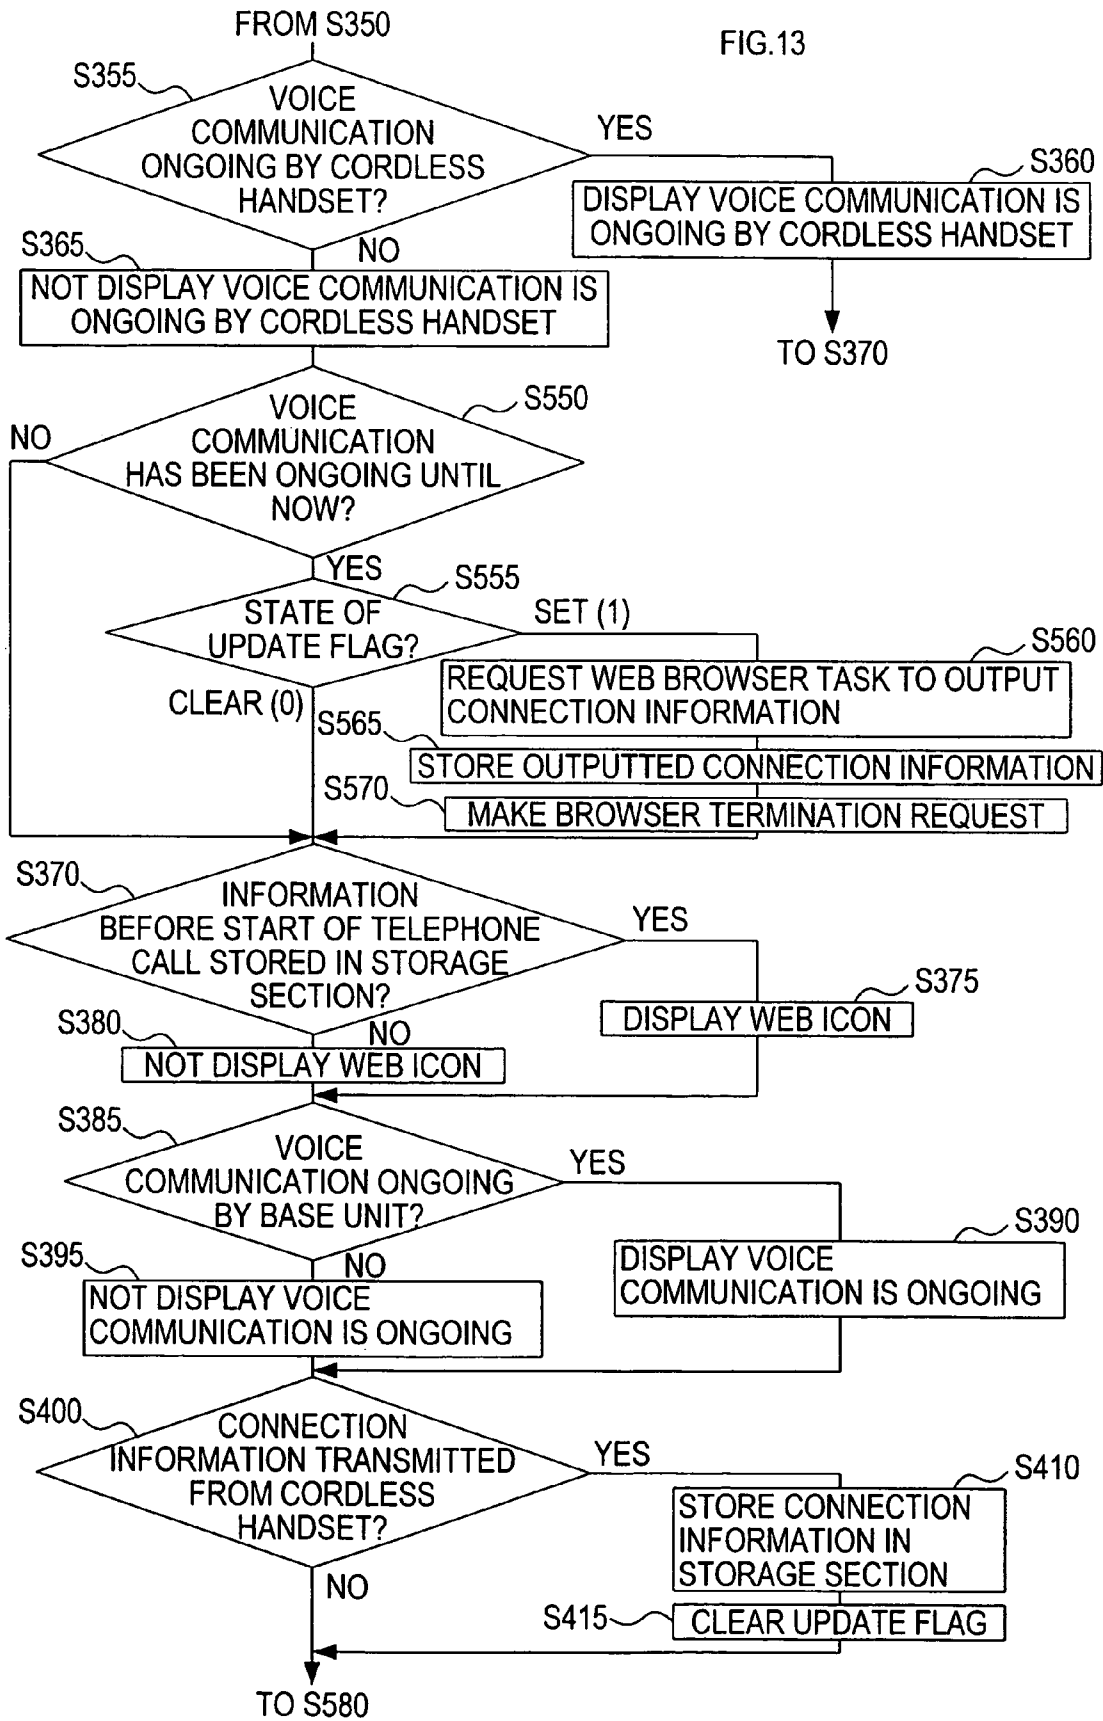 FROM S350
FIG.13
S355
VOICE
COMMUNICATION
ONGOING BY CORDLESS
HANDSET?
YES
S360
DISPLAY VOICE COMMUNICATION IS
ONGOING BY CORDLESS HANDSET
TO S370
NO
S365
NOT DISPLAY VOICE COMMUNICATION IS
ONGOING BY CORDLESS HANDSET
S550
VOICE
COMMUNICATION
HAS BEEN ONGOING UNTIL
NOW?
NO
YES
S555
STATE OF
UPDATE FLAG?
SET (1)
S560
REQUEST WEB BROWSER TASK TO OUTPUT
CONNECTION INFORMATION
CLEAR (0)
S565
STORE OUTPUTTED CONNECTION INFORMATION
S570
MAKE BROWSER TERMINATION REQUEST
S370
INFORMATION
BEFORE START OF TELEPHONE
CALL STORED IN STORAGE
SECTION?
YES
S375
DISPLAY WEB ICON
NO
S380
NOT DISPLAY WEB ICON
S385
VOICE
COMMUNICATION ONGOING
BY BASE UNIT?
YES
S390
DISPLAY VOICE
COMMUNICATION IS ONGOING
NO
S395
NOT DISPLAY VOICE
COMMUNICATION IS ONGOING
S400
CONNECTION
INFORMATION TRANSMITTED
FROM CORDLESS
HANDSET?
YES
S410
STORE CONNECTION
INFORMATION IN
STORAGE SECTION
NO
S415
CLEAR UPDATE FLAG
TO S580